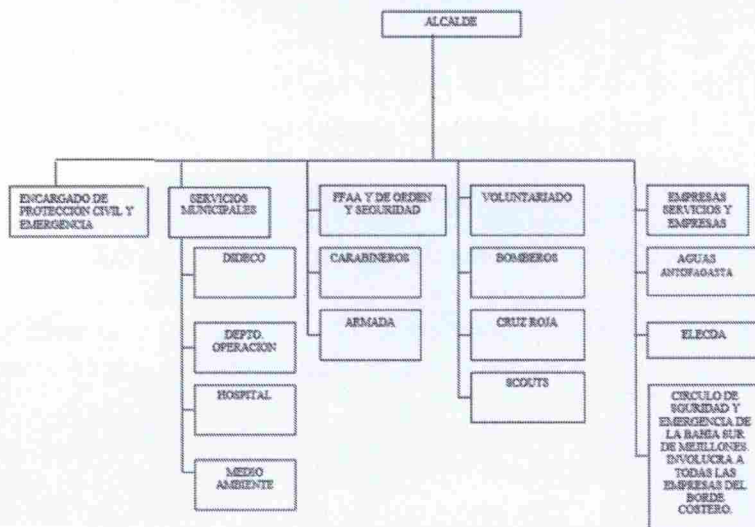 ALCALDE
ENCARGADO DE
PROTECCION CIVIL Y
EMERGENCIA
SERVICIOS
MUNICIPALES
DIDECO
DEPTO.
OPERACION
HOSPITAL
MEDIO
AMBIENTE
FFAA Y DE ORDEN
Y SEGURIDAD
CARABINEROS
ARMADA
VOLUNTARIADO
BOMBEROS
CRUZ ROJA
SCOUTS
EMPRESAS
SERVICIOS Y
EMPRESAS
AGUAS
ANTOFAGASTA
ELECDA
CIRCULO DE
SGURIDAD Y
EMERGENCIA DE
LA BAHIA SUR
DE MEJILLONES.
INVOLUCRA A
TODAS LAS
EMPRESAS DEL
BORDE
COSTERO.